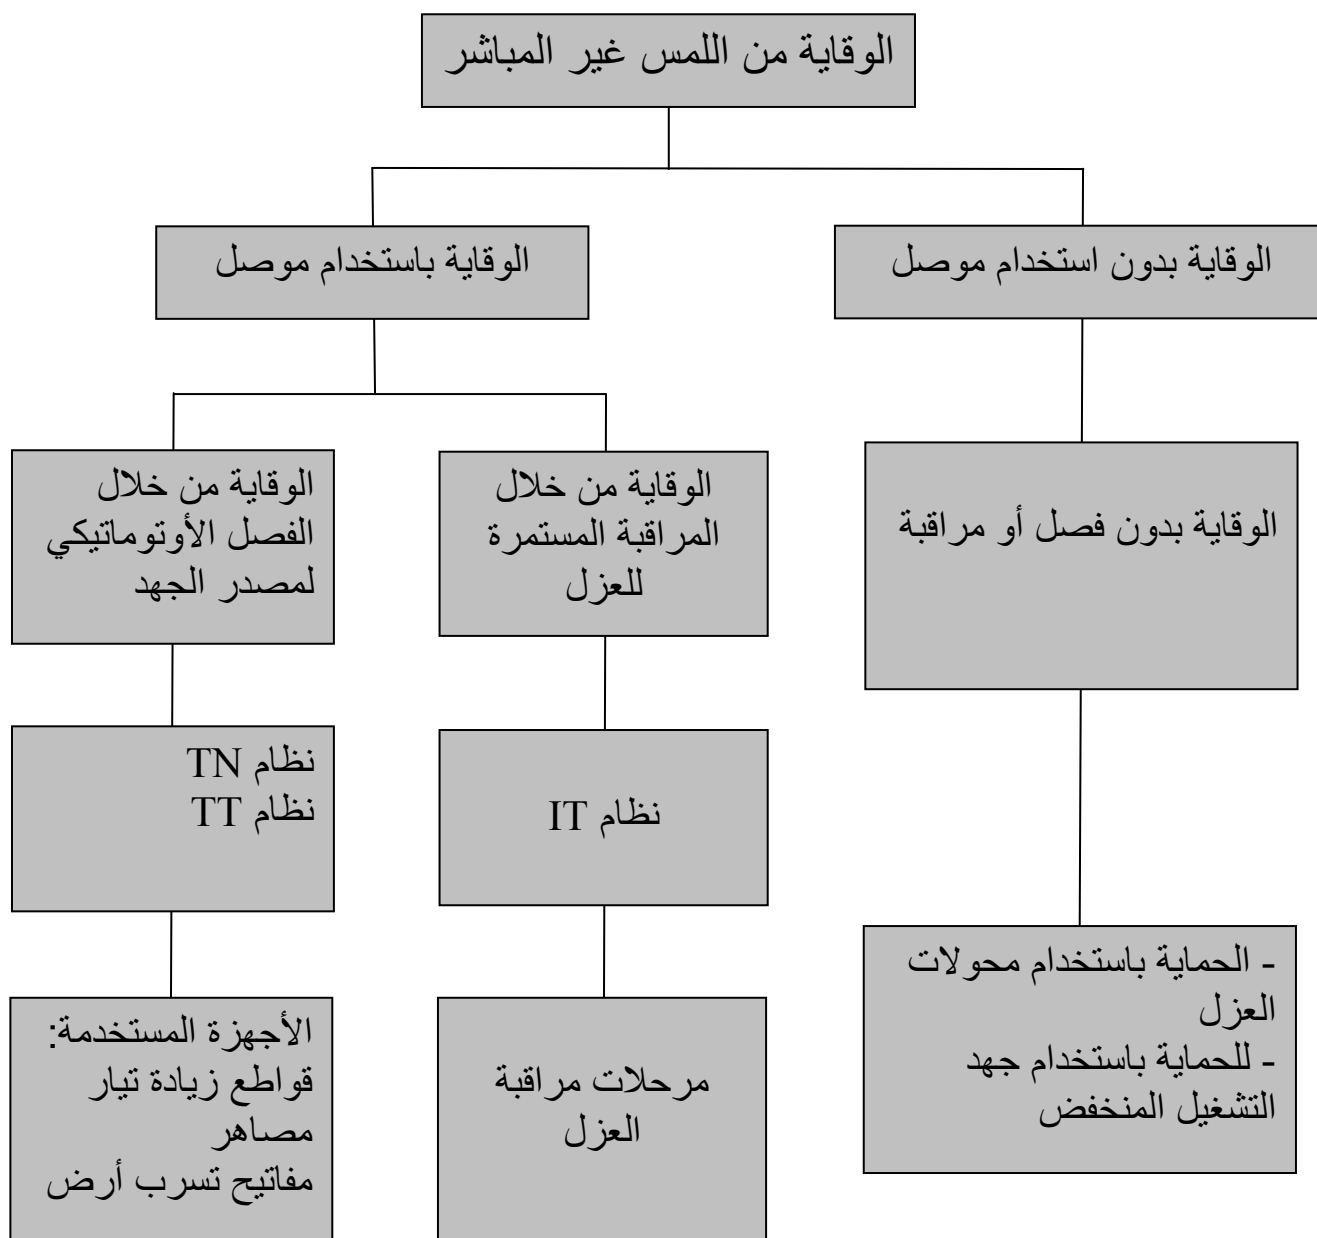 الوقاية من اللمس غير المباشر
الوقاية بدون استخدام موصل
الوقاية باستخدام موصل
الوقاية بدون فصل أو مراقبة
الوقاية من خلال
المراقبة المستمرة
للعزل
الوقاية من خلال
الفصل الأوتوماتيكي
لمصدر الجهد
نظام IT
نظام TN
نظام TT
- الحماية باستخدام محولات
العزل
- للحماية باستخدام جهد
التشغيل المنخفض
مرحلات مراقبة
العزل
الأجهزة المستخدمة:
قواطع زيادة تيار
مصاهر
مفاتيح تسرب أرض